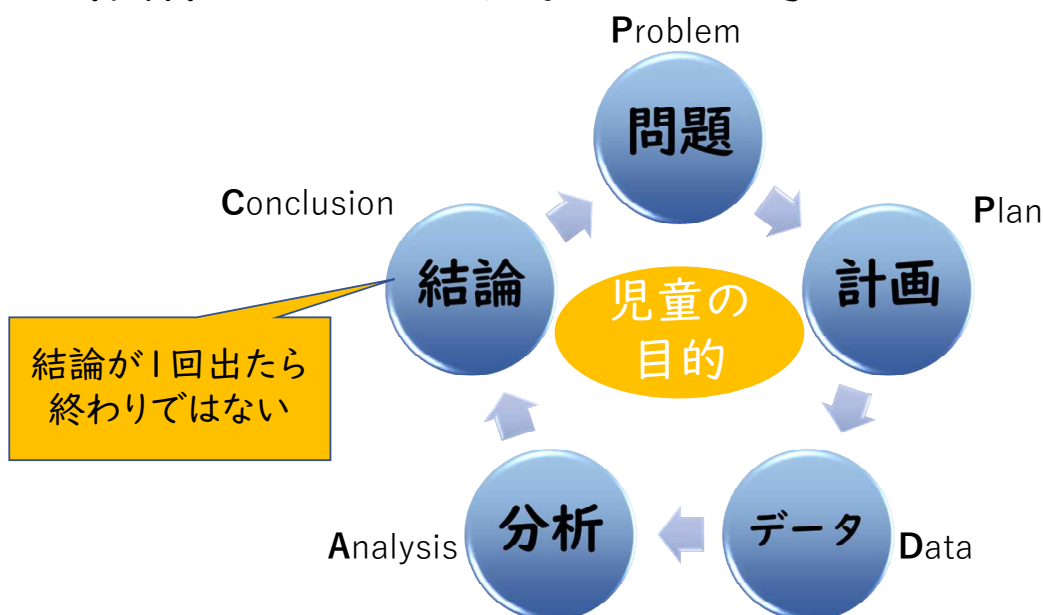 Problem
問題
Plan
計画
Data
データ
Analysis
分析
Conclusion
結論
児童の
目的
結論が1回出たら
終わりではない